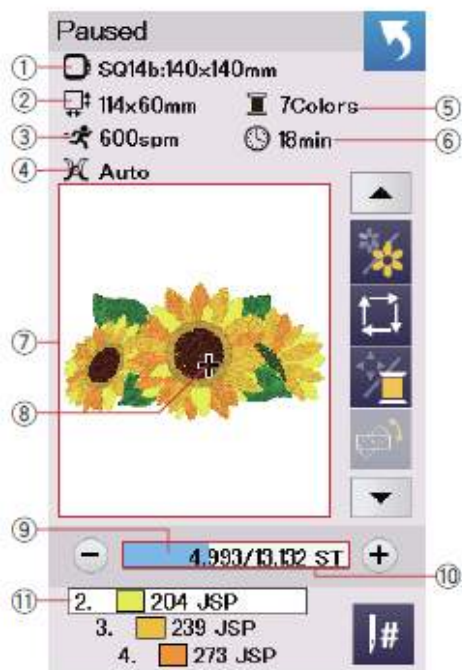 Paused
① SQ14b:140×140mm
② 114×60mm 7Colors ⑤
③ 600spm 18min ⑥
④ Auto
⑦
⑧
⑨
4,993/13,132 ST
⑩
⑪ 2. 204 JSP
3. 239 JSP
4. 273 JSP
#